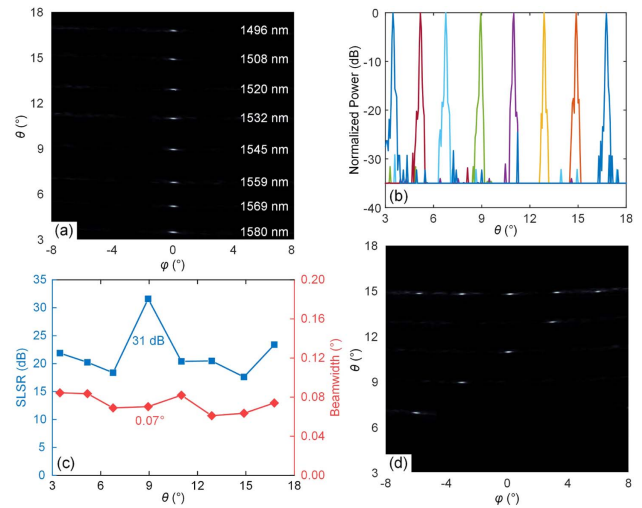 18
15
12
9
6
3
θ (°)
1496 nm
1508 nm
1520 nm
1532 nm
1545 nm
1559 nm
1569 nm
1580 nm
(a)
-8 -4 0 4 8
φ (°)
0
-10
-20
-30
-40
Normalized Power (dB)
(b)
3 6 9 12 15 18
θ (°)
35
30
25
20
15
10
5
0
SLSR (dB)
31 dB
0.07°
0.20
0.16
0.12
0.08
0.04
0.00
Beamwidth (°)
(c)
3 6 9 12 15 18
θ (°)
18
15
12
9
6
3
θ (°)
(d)
-8 -4 0 4 8
φ (°)